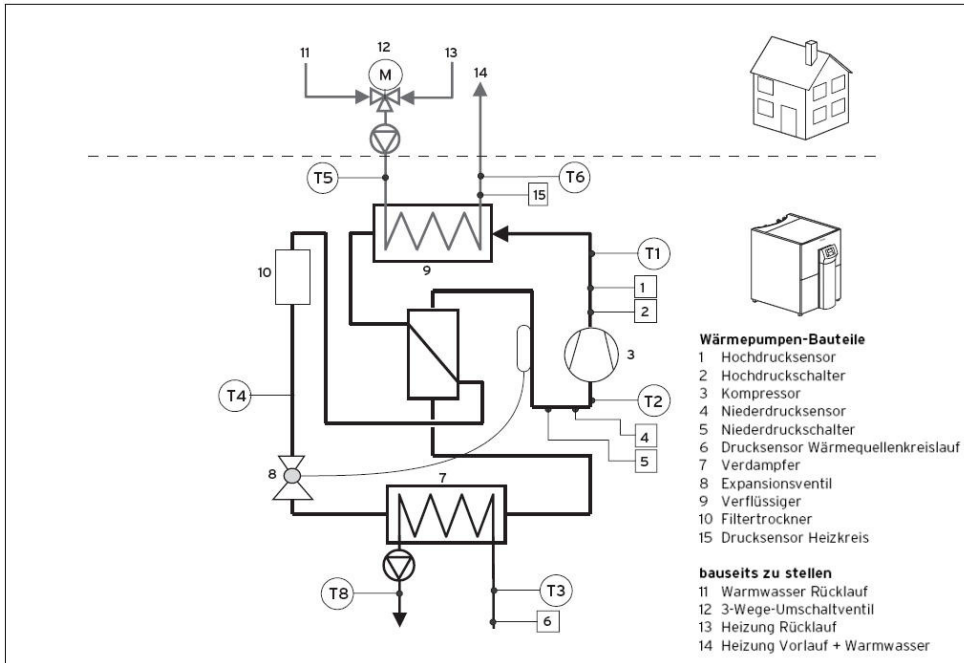 11
12
13
14
M
T5
T6
15
9
10
T1
1
2
3
T4
T2
4
5
8
7
T8
T3
6
Wärmepumpen-Bauteile
1 Hochdrucksensor
2 Hochdruckschalter
3 Kompressor
4 Niederdrucksensor
5 Niederdruckschalter
6 Drucksensor Wärmequellenkreislauf
7 Verdampfer
8 Expansionsventil
9 Verflüssiger
10 Filtertrockner
15 Drucksensor Heizkreis
bauseits zu stellen
11 Warmwasser Rücklauf
12 3-Wege-Umschaltventil
13 Heizung Rücklauf
14 Heizung Vorlauf + Warmwasser